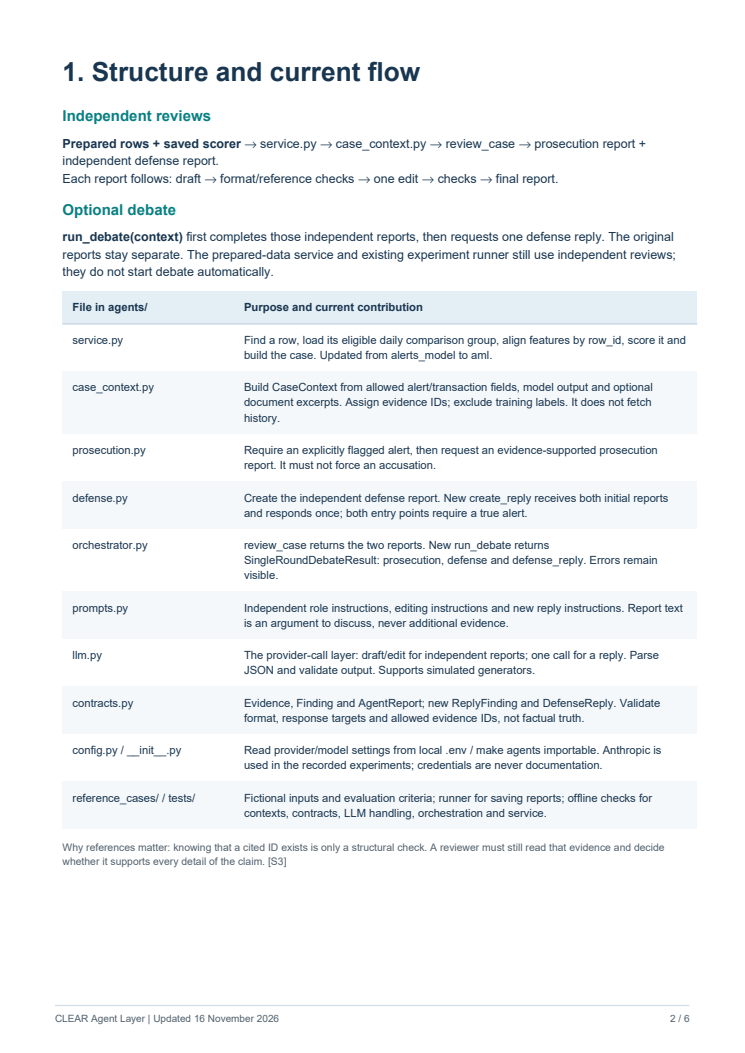 1. Structure and current flow
Independent reviews
Prepared rows + saved scorer → service.py → case_context.py → review_case → prosecution report +
independent defense report.
Each report follows: draft → format/reference checks → one edit → checks → final report.
Optional debate
run_debate(context) first completes those independent reports, then requests one defense reply. The original
reports stay separate. The prepared-data service and existing experiment runner still use independent reviews;
they do not start debate automatically.
File in agents/ Purpose and current contribution
service.py Find a row, load its eligible daily comparison group, align features by row_id, score it and
build the case. Updated from alerts_model to aml.
case_context.py Build CaseContext from allowed alert/transaction fields, model output and optional
document excerpts. Assign evidence IDs; exclude training labels. It does not fetch
history.
prosecution.py Require an explicitly flagged alert, then request an evidence-supported prosecution
report. It must not force an accusation.
defense.py Create the independent defense report. New create_reply receives both initial reports
and responds once; both entry points require a true alert.
orchestrator.py review_case returns the two reports. New run_debate returns
SingleRoundDebateResult: prosecution, defense and defense_reply. Errors remain
visible.
prompts.py Independent role instructions, editing instructions and new reply instructions. Report text
is an argument to discuss, never additional evidence.
llm.py The provider-call layer: draft/edit for independent reports; one call for a reply. Parse
JSON and validate output. Supports simulated generators.
contracts.py Evidence, Finding and AgentReport; new ReplyFinding and DefenseReply. Validate
format, response targets and allowed evidence IDs, not factual truth.
config.py / __init__.py Read provider/model settings from local .env / make agents importable. Anthropic is
used in the recorded experiments; credentials are never documentation.
reference_cases/ / tests/ Fictional inputs and evaluation criteria; runner for saving reports; offline checks for
contexts, contracts, LLM handling, orchestration and service.
Why references matter: knowing that a cited ID exists is only a structural check. A reviewer must still read that evidence and decide
whether it supports every detail of the claim. [S3]
CLEAR Agent Layer | Updated 16 November 2026 2 / 6